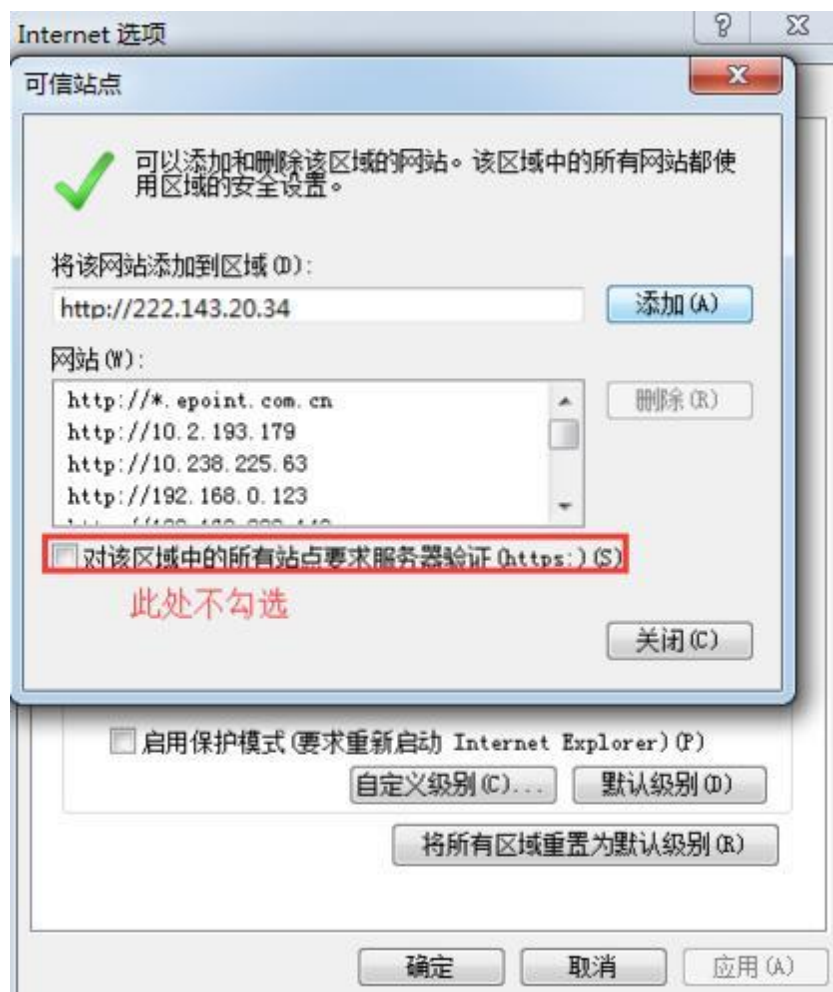 Internet 选项
可信站点
可以添加和删除该区域的网站。该区域中的所有网站都使
用区域的安全设置。
将该网站添加到区域(D):
http://222.143.20.34
添加(A)
网站(W):
http://*.epoint.com.cn
http://10.2.193.179
http://10.238.225.63
http://192.168.0.123
删除(R)
对该区域中的所有站点要求服务器验证(https:)(S)
此处不勾选
关闭(C)
启用保护模式(要求重新启动 Internet Explorer)(P)
自定义级别(C)...
默认级别(D)
将所有区域重置为默认级别(R)
确定
取消
应用(A)